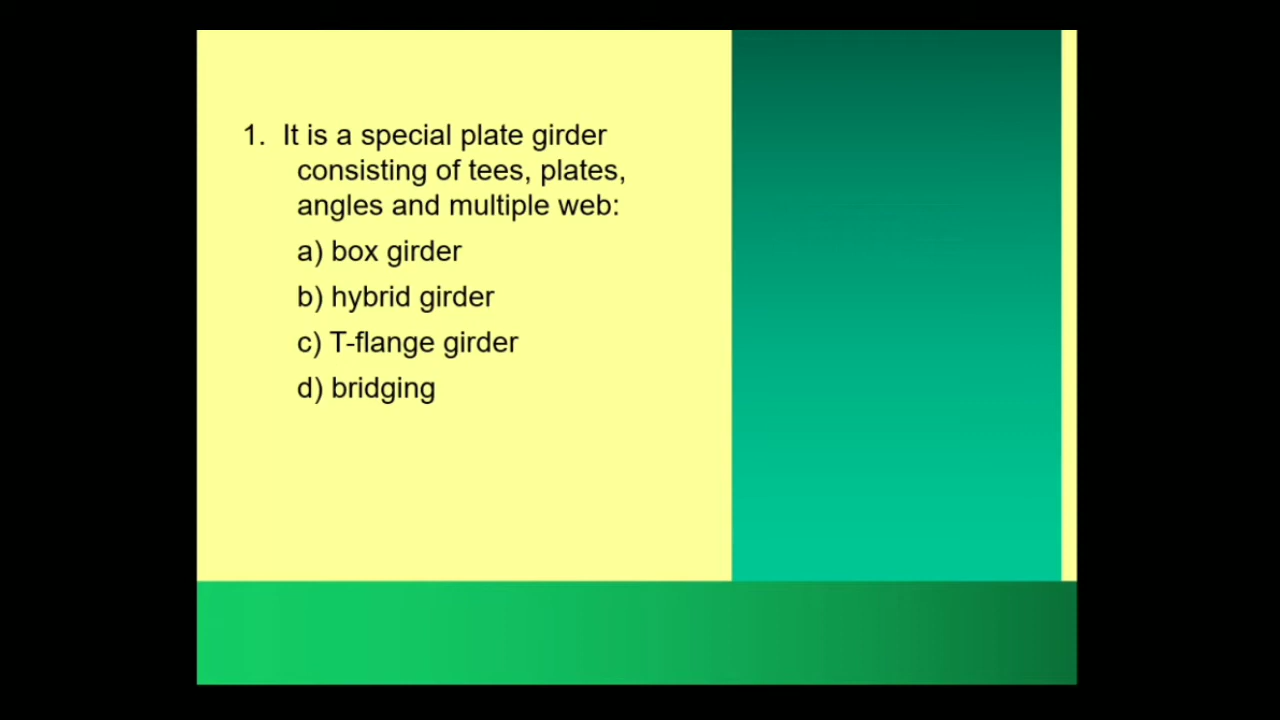 1. It is a special plate girder
consisting of tees, plates,
angles and multiple web:
a) box girder
b) hybrid girder
c) T-flange girder
d) bridging